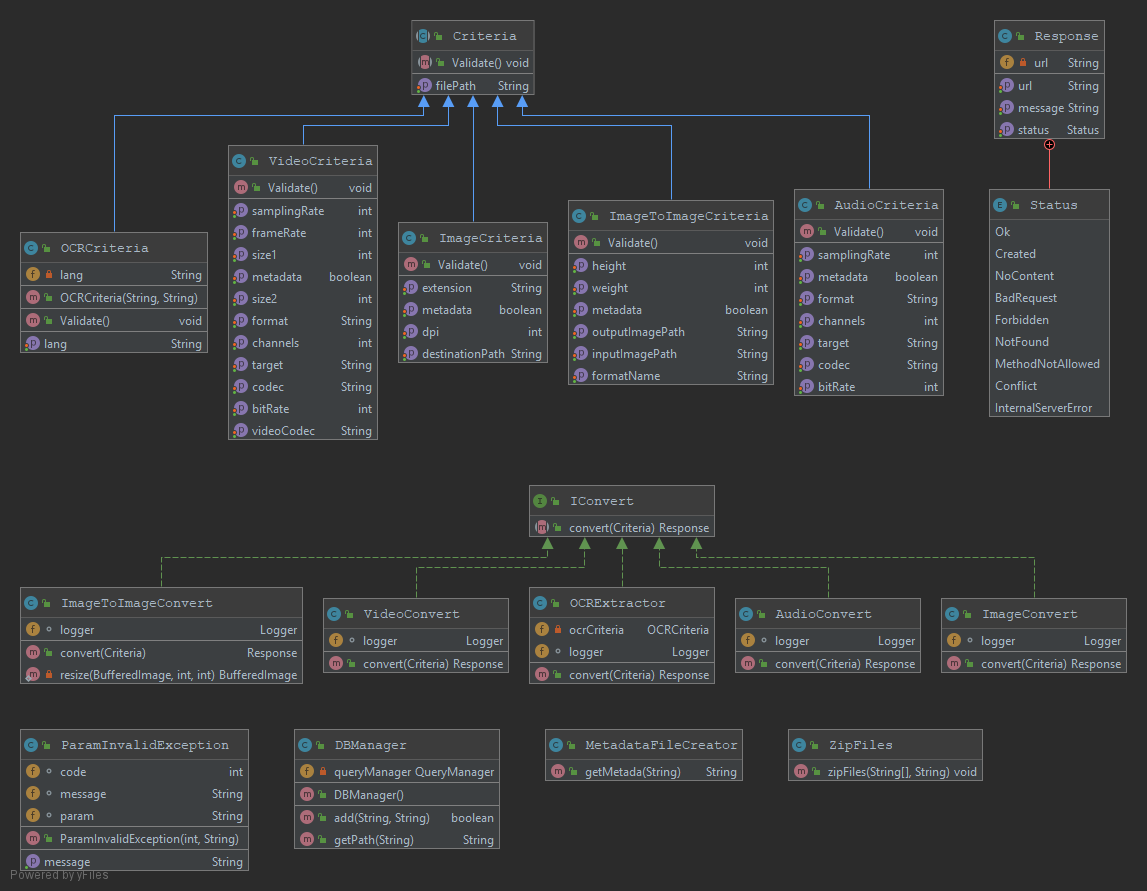 Criteria
Validate() void
filePath String
Response
url String
url String
message String
status Status
OCRCriteria
lang String
OCRCriteria(String, String)
Validate() void
lang String
VideoCriteria
Validate() void
samplingRate int
frameRate int
size1 int
metadata boolean
size2 int
format String
channels int
target String
codec String
bitRate int
videoCodec String
ImageCriteria
Validate() void
extension String
metadata boolean
dpi int
destinationPath String
ImageToImageCriteria
Validate() void
height int
weight int
metadata boolean
outputImagePath String
inputImagePath String
formatName String
AudioCriteria
Validate() void
samplingRate int
metadata boolean
format String
channels int
target String
codec String
bitRate int
Status
Ok
Created
NoContent
BadRequest
Forbidden
NotFound
MethodNotAllowed
Conflict
InternalServerError
IConvert
convert(Criteria) Response
ImageToImageConvert
logger Logger
convert(Criteria) Response
resize(BufferedImage, int, int) BufferedImage
VideoConvert
logger Logger
convert(Criteria) Response
OCRExtractor
ocrCriteria OCRCriteria
logger Logger
convert(Criteria) Response
AudioConvert
logger Logger
convert(Criteria) Response
ImageConvert
logger Logger
convert(Criteria) Response
ParamInvalidException
code int
message String
param String
ParamInvalidException(int, String)
message String
DBManager
queryManager QueryManager
DBManager()
add(String, String) boolean
getPath(String) String
MetadataFileCreator
getMetada(String) String
ZipFiles
zipFiles(String[], String) void
Powered by yFiles